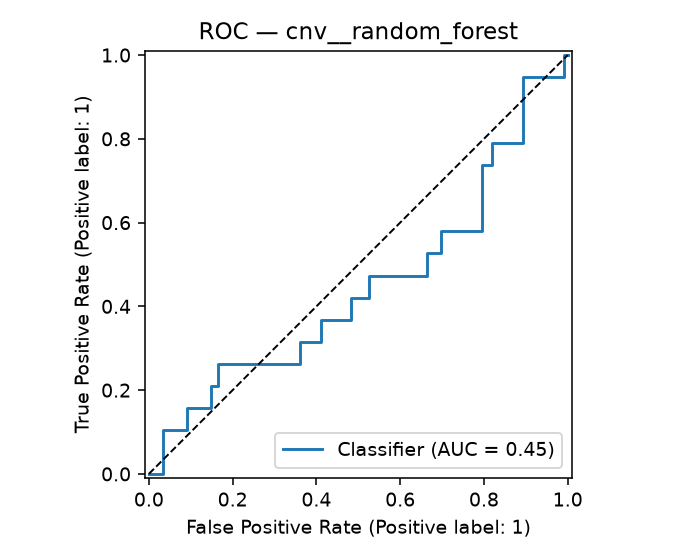 ROC — cnv__random_forest
True Positive Rate (Positive label: 1)
1.0
0.8
0.6
0.4
0.2
0.0
Classifier (AUC = 0.45)
0.0 0.2 0.4 0.6 0.8 1.0
False Positive Rate (Positive label: 1)